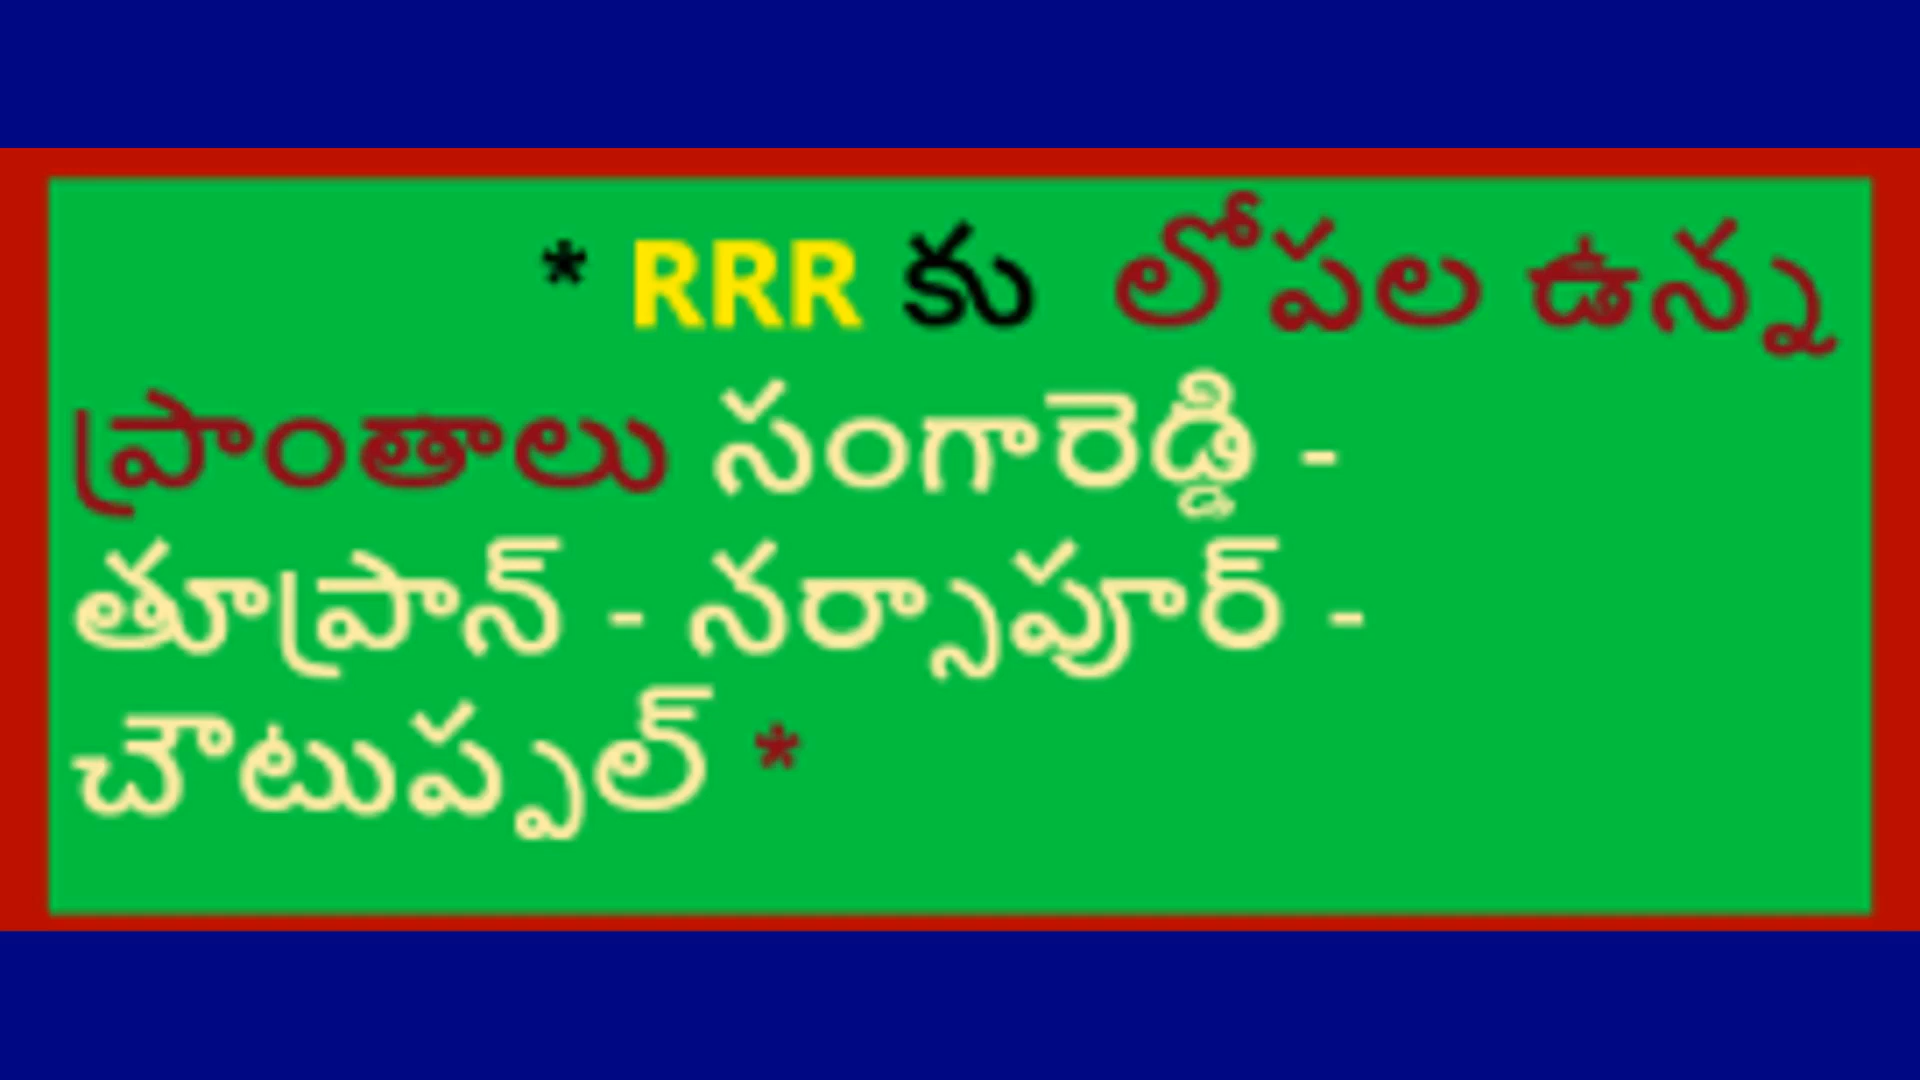 * RRR కు లోపల ఉన్న
ప్రాంతాలు సంగారెడ్డి -
తూప్రాన్ - నర్సాపూర్ -
చౌటుప్పల్ *